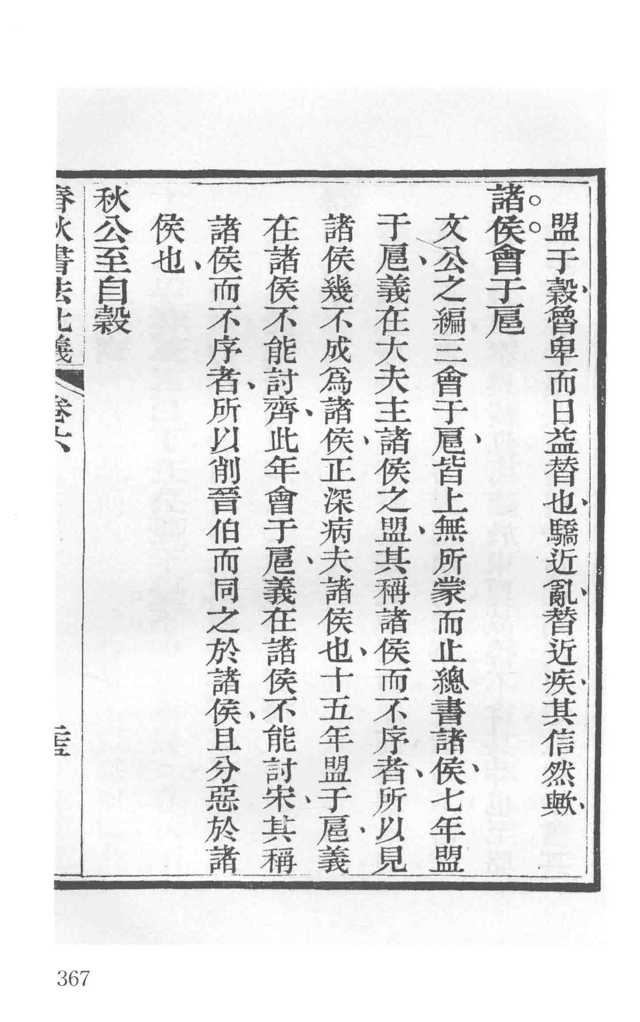 盟于穀魯卑而日益替也驕近亂替近疾其信然歟
諸侯會于扈
文公之編三會于扈皆上無所蒙而止總書諸侯七年盟
于扈義在大夫主諸侯之盟其稱諸侯而不序者所以見
諸侯幾不成爲諸侯正深病夫諸侯也十五年盟于扈義
在諸侯不能討齊此年會于扈義在諸侯不能討宋其稱
諸侯而不序者所以削晉伯而同之於諸侯且分惡於諸
侯也
秋公至自穀
春秋書法比義
卷六
367